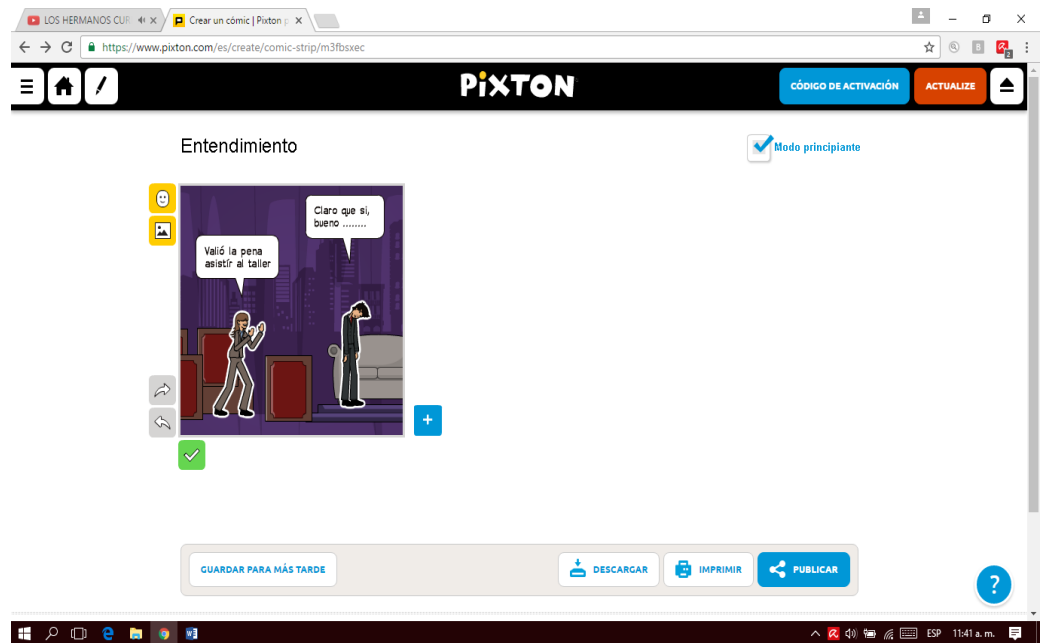 LOS HERMANOS CUR
Crear un cómic | Pixton p
https://www.pixton.com/es/create/comic-strip/m3fbsxec
PIXTON
CÓDIGO DE ACTIVACIÓN
ACTUALIZE
Entendimiento
Modo principiante
Claro que si,
bueno ........
Valió la pena
asistír al taller
+
GUARDAR PARA MÁS TARDE
DESCARGAR
IMPRIMIR
PUBLICAR
?
ESP
11:41 a. m.